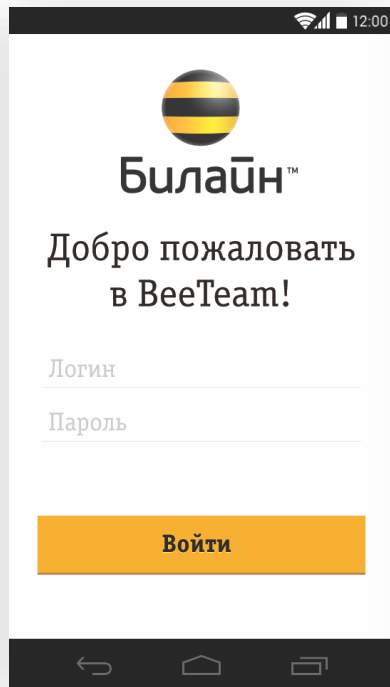 12:00
Билайн™
Добро пожаловать
в BeeTeam!
Логин
Пароль
Войти